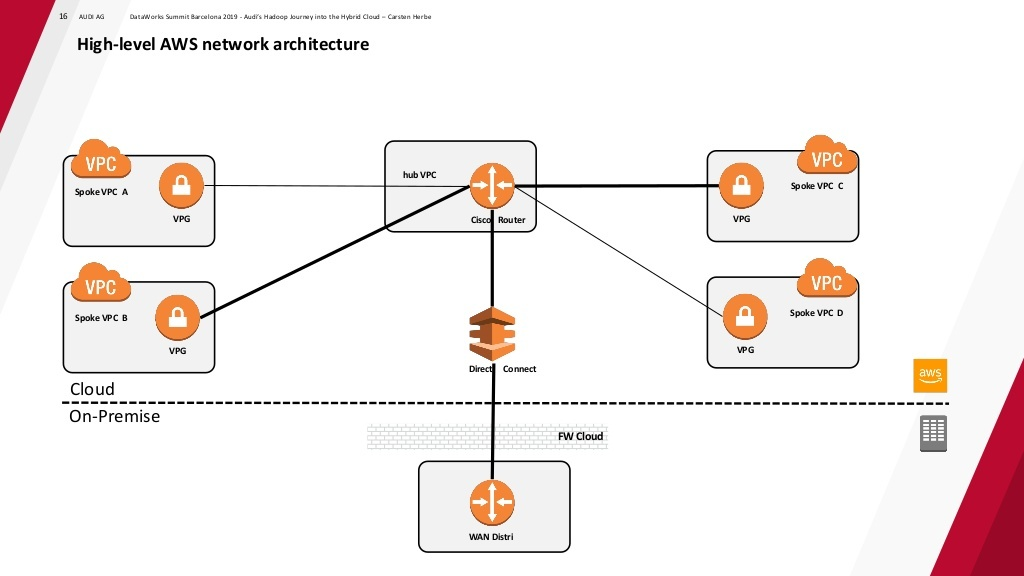 16 AUDI AG DataWorks Summit Barcelona 2019 - Audi's Hadoop Journey into the Hybrid Cloud – Carsten Herbe
High-level AWS network architecture
VPC
Spoke VPC A
VPG
hub VPC
Cisco Router
VPC
Spoke VPC C
VPG
VPC
Spoke VPC B
VPG
VPC
Spoke VPC D
VPG
Direct Connect
Cloud
aws
On-Premise
FW Cloud
WAN Distri